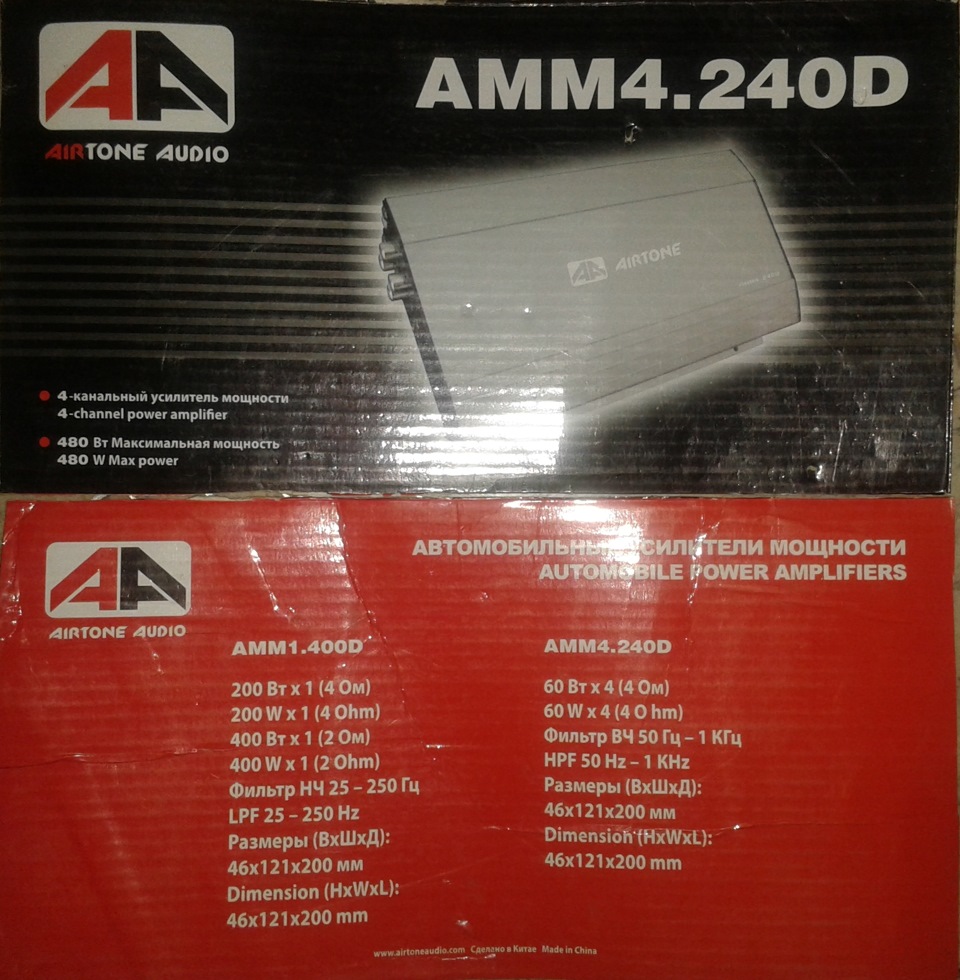 AA
AIRTONE AUDIO
AMM4.240D
AA AIRTONE
4-канальный усилитель мощности
4-channel power amplifier
480 Вт Максимальная мощность
480 W Max power
AA
AIRTONE AUDIO
АВТОМОБИЛЬНЫЕ УСИЛИТЕЛИ МОЩНОСТИ
AUTOMOBILE POWER AMPLIFIERS
AMM1.400D
200 Вт x 1 (4 Ом)
200 W x 1 (4 Ohm)
400 Вт x 1 (2 Ом)
400 W x 1 (2 Ohm)
Фильтр НЧ 25 – 250 Гц
LPF 25 – 250 Hz
Размеры (ВxШxД):
46x121x200 мм
Dimension (HxWxL):
46x121x200 mm
AMM4.240D
60 Вт x 4 (4 Ом)
60 W x 4 (4 O hm)
Фильтр ВЧ 50 Гц – 1 КГц
HPF 50 Hz – 1 KHz
Размеры (ВxШxД):
46x121x200 мм
Dimension (HxWxL):
46x121x200 mm
www.airtoneaudio.com Сделано в Китае Made in China